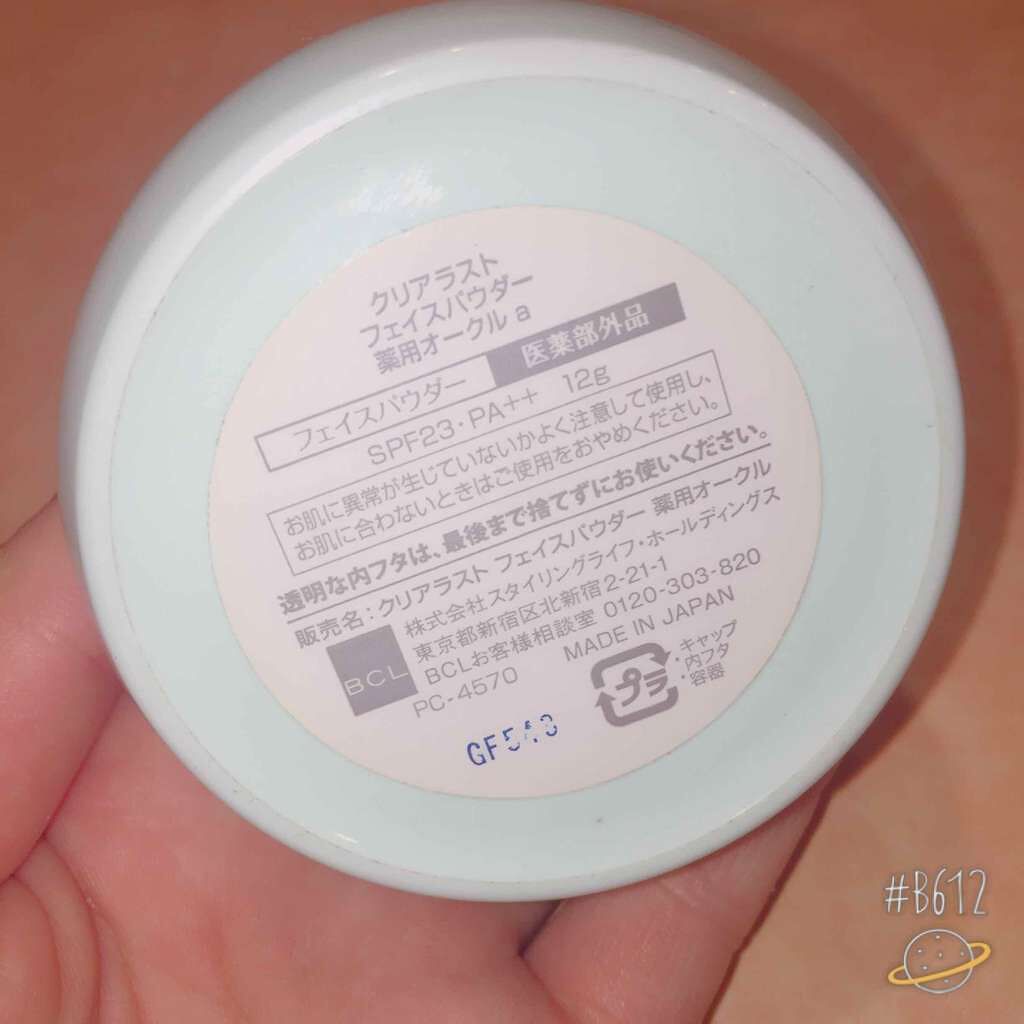 クリアラスト
フェイスパウダー
薬用オークル a
フェイスパウダー 医薬部外品
SPF23・PA++ 12g
お肌に異常が生じていないかよく注意して使用し、
お肌に合わないときはご使用をおやめください。
透明な内フタは、最後まで捨てずにお使いください。
販売名：クリアラスト フェイスパウダー 薬用オークル
株式会社スタイリングライフ・ホールディングス
東京都新宿区北新宿2-21-1
BCLお客様相談室 0120-303-820
PC-4570 MADE IN JAPAN
BCL
プラ
・キャップ
・内フタ
・容器
#B612